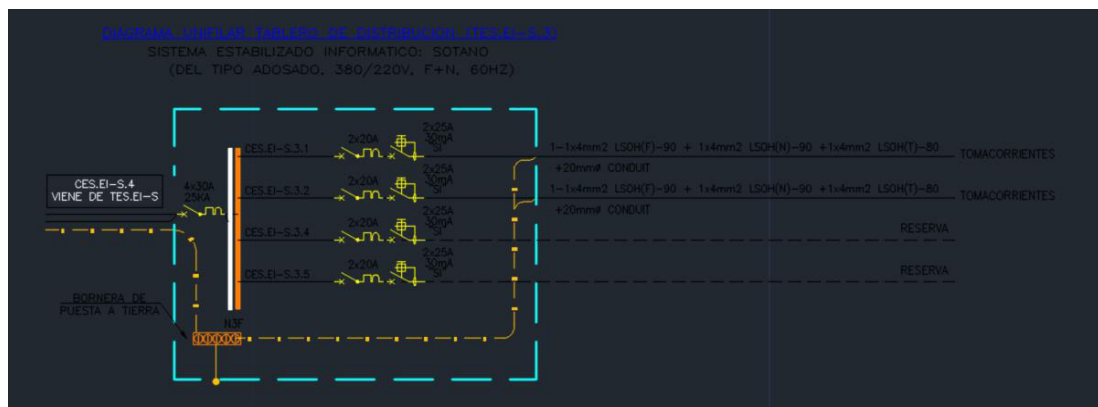 DIAGRAMA UNIFILAR TABLERO DE DISTRIBUCION (TES.EI-S.3)
SISTEMA ESTABILIZADO INFORMATICO: SOTANO
(DEL TIPO ADOSADO, 380/220V, F+N, 60HZ)
CES.EI-S.4
VIENE DE TES.EI-S
4x30A
25KA
CES.EI-S.3.1
2x20A
2x25A
30mA
SI
1-1x4mm2 LSOH(F)-90 + 1x4mm2 LSOH(N)-90 +1x4mm2 LSOH(T)-80
+20mmø CONDUIT
TOMACORRIENTES
CES.EI-S.3.2
2x20A
2x25A
30mA
SI
1-1x4mm2 LSOH(F)-90 + 1x4mm2 LSOH(N)-90 +1x4mm2 LSOH(T)-80
+20mmø CONDUIT
TOMACORRIENTES
CES.EI-S.3.4
2x20A
2x25A
30mA
SI
RESERVA
CES.EI-S.3.5
2x20A
2x25A
30mA
SI
RESERVA
BORNERA DE
PUESTA A TIERRA
N3F